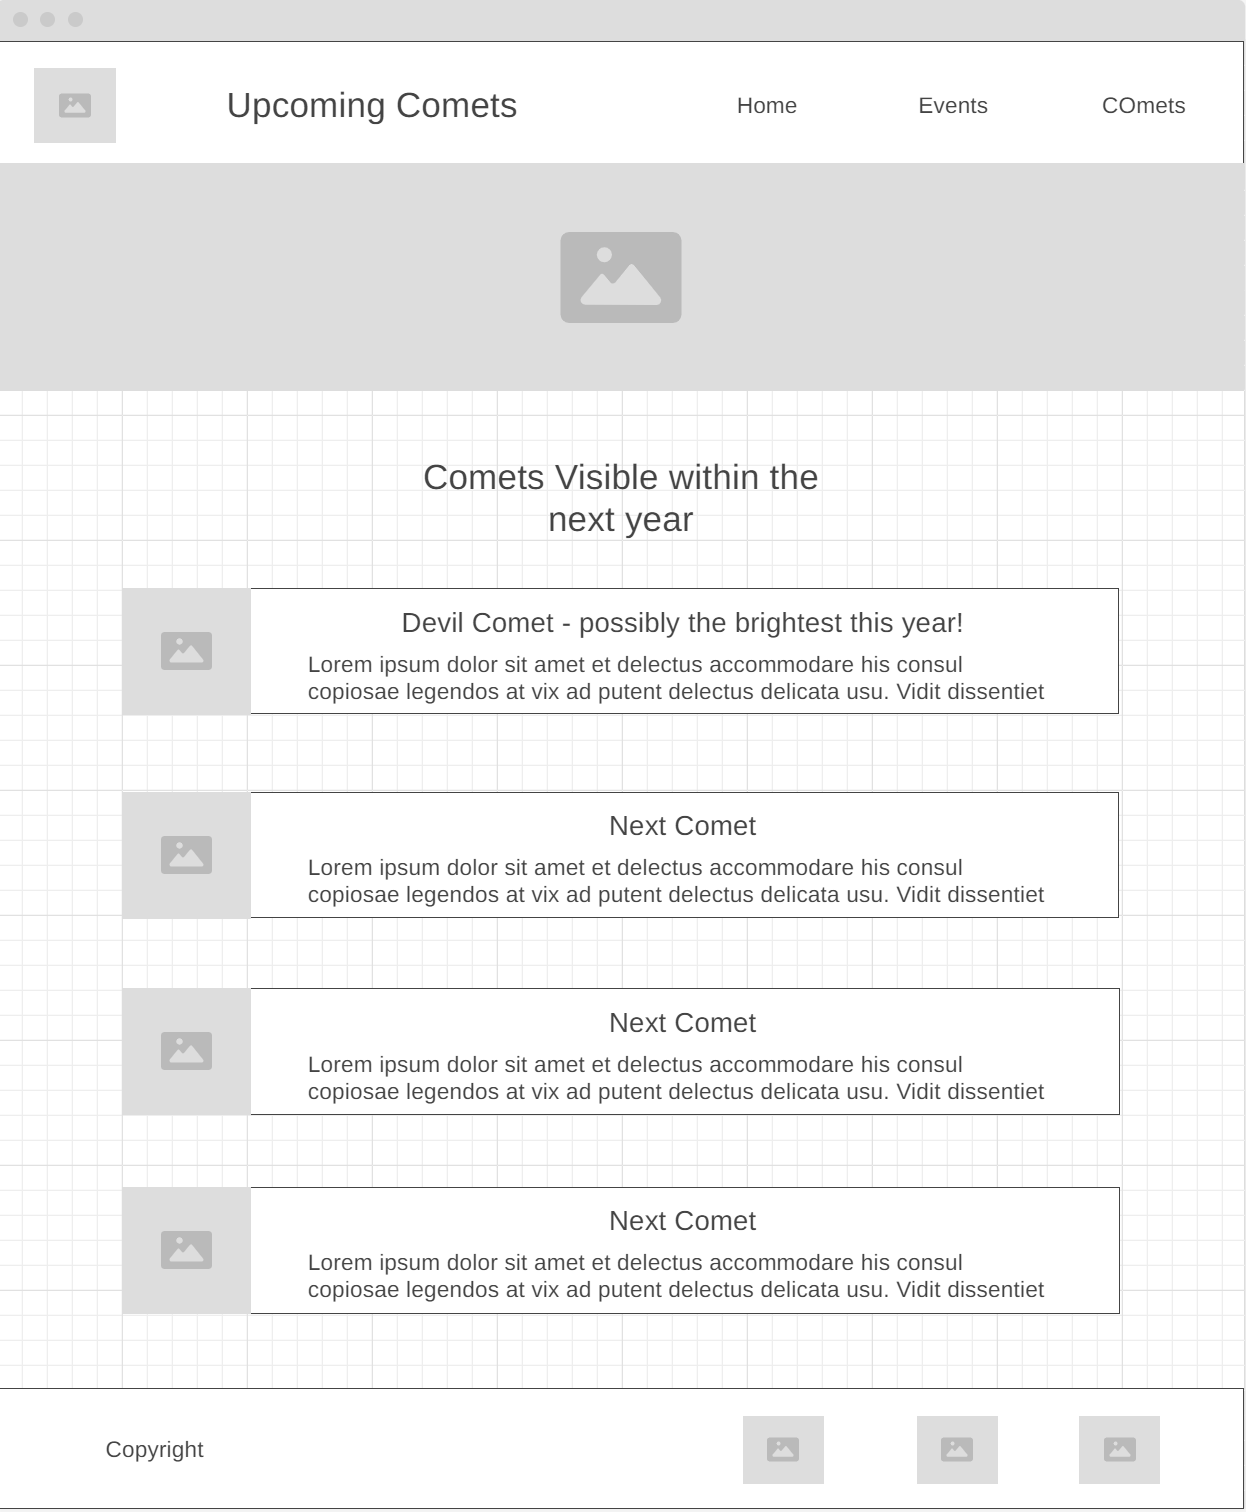 Upcoming Comets
Home
Events
COmets
Comets Visible within the
next year
Devil Comet - possibly the brightest this year!
Lorem ipsum dolor sit amet et delectus accommodare his consul
copiosae legendos at vix ad putent delectus delicata usu. Vidit dissentiet
Next Comet
Lorem ipsum dolor sit amet et delectus accommodare his consul
copiosae legendos at vix ad putent delectus delicata usu. Vidit dissentiet
Next Comet
Lorem ipsum dolor sit amet et delectus accommodare his consul
copiosae legendos at vix ad putent delectus delicata usu. Vidit dissentiet
Next Comet
Lorem ipsum dolor sit amet et delectus accommodare his consul
copiosae legendos at vix ad putent delectus delicata usu. Vidit dissentiet
Copyright